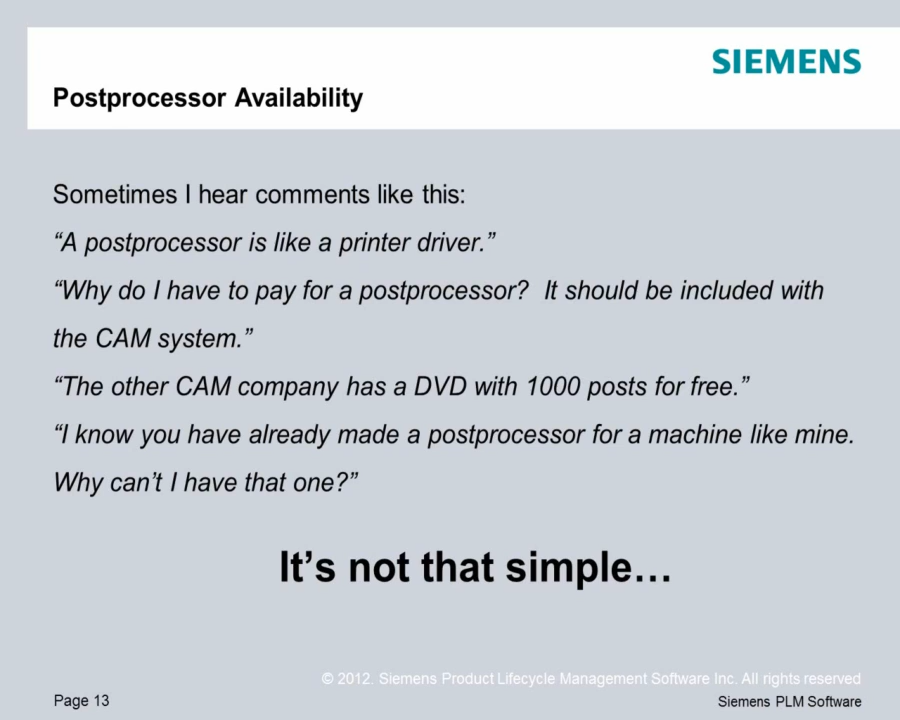 SIEMENS
Postprocessor Availability
Sometimes I hear comments like this:
“A postprocessor is like a printer driver.”
“Why do I have to pay for a postprocessor?  It should be included with
the CAM system.”
“The other CAM company has a DVD with 1000 posts for free.”
“I know you have already made a postprocessor for a machine like mine.
Why can’t I have that one?”
It’s not that simple…
© 2012. Siemens Product Lifecycle Management Software Inc. All rights reserved
Page 13
Siemens PLM Software